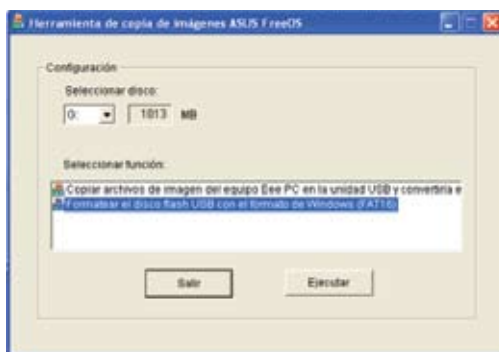 Herramienta de copia de imágenes ASUS FreeOS
Configuración
Seleccionar disco:
O: 1013 MB
Seleccionar función:
Copiar archivos de imagen del equipo Eee PC en la unidad USB y convertirla e
Formatear el disco flash USB con el formato de Windows (FAT16)
Salir Ejecutar